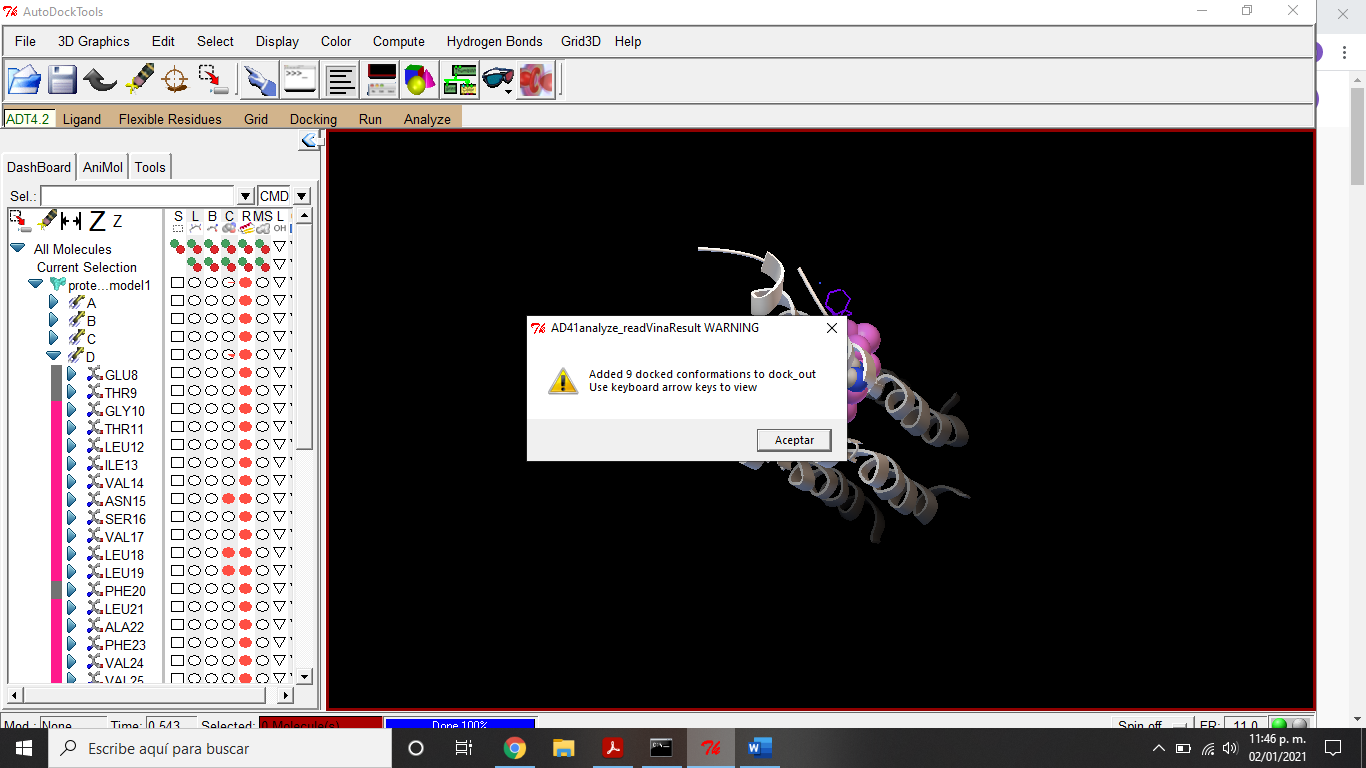 AutoDockTools
File 3D Graphics Edit Select Display Color Compute Hydrogen Bonds Grid3D Help
>>>_
ADT4.2 Ligand Flexible Residues Grid Docking Run Analyze
DashBoard AniMol Tools
Sel.: CMD
Z Z S L B C R MS L
OH
All Molecules
Current Selection
prote...model1
A
B
C
D
GLU8
THR9
GLY10
THR11
LEU12
ILE13
VAL14
ASN15
SER16
VAL17
LEU18
LEU19
PHE20
LEU21
ALA22
PHE23
VAL24
VAL25
AD41analyze_readVinaResult WARNING
Added 9 docked conformations to dock_out
Use keyboard arrow keys to view
Aceptar
Mod.: None Time: 0.543 Selected: 0 Molecule(s) Done 100% Spin off FR: 11.0
Escribe aquí para buscar
11:46 p. m.
02/01/2021